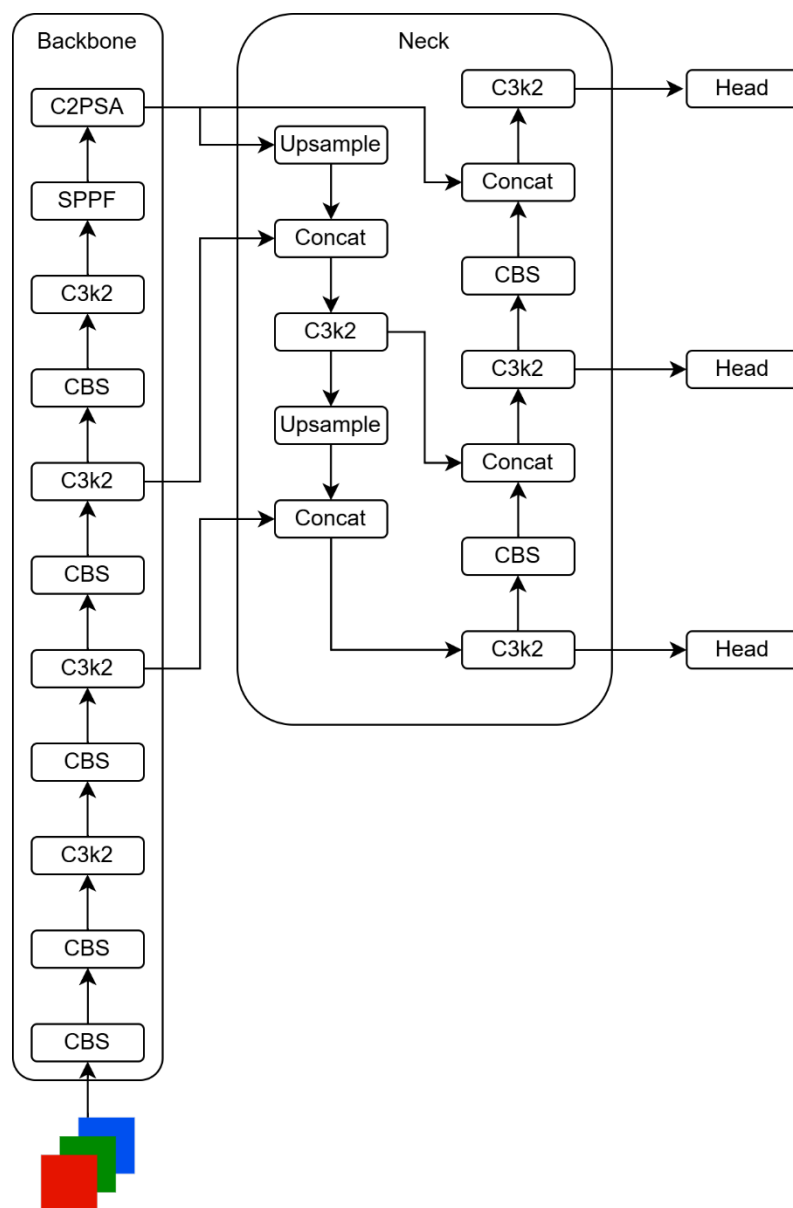 Backbone
C2PSA
SPPF
C3k2
CBS
C3k2
CBS
C3k2
CBS
C3k2
CBS
CBS
Neck
Upsample
Concat
C3k2
Upsample
Concat
C3k2
Concat
CBS
C3k2
Concat
CBS
C3k2
Head
Head
Head